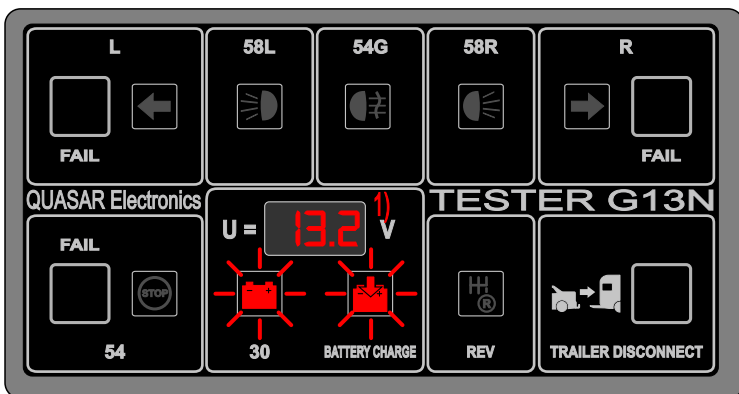 L
58L
54G
58R
R
FAIL
FAIL
QUASAR Electronics
TESTER G13N
FAIL
STOP
54
U = 13.2 V
1)
30
BATTERY CHARGE
R
REV
TRAILER DISCONNECT